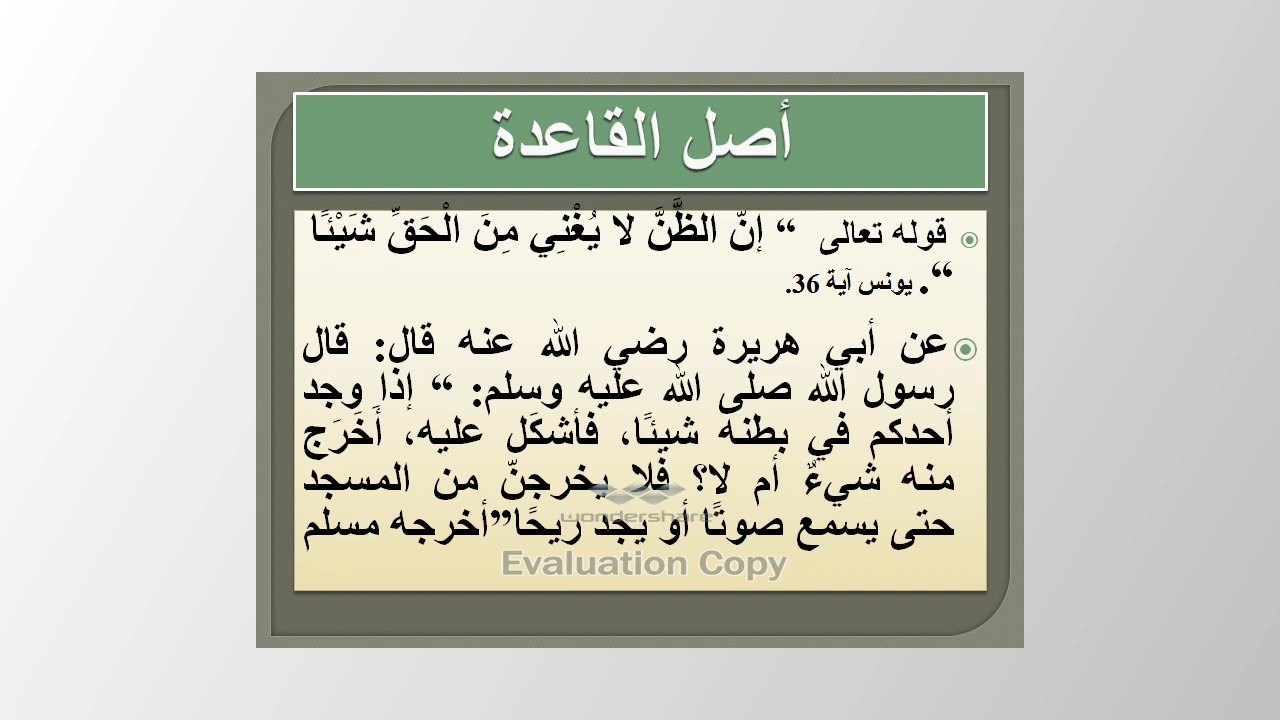 أصل القاعدة
قوله تعالى “ إنّ الظَّنَّ لا يُغْنِي مِنَ الْحَقِّ شَيْئًا
“. يونس آية 36.
عن أبي هريرة رضي الله عنه قال: قال
رسول الله صلى الله عليه وسلم: “ إذا وجد
أحدكم في بطنه شيئًا، فأشكَل عليه، أَخَرَج
منه شيءٌ أم لا؟ فلا يخرجنّ من المسجد
حتى يسمع صوتًا أو يجد ريحًا”أخرجه مسلم
wondershare
Evaluation Copy